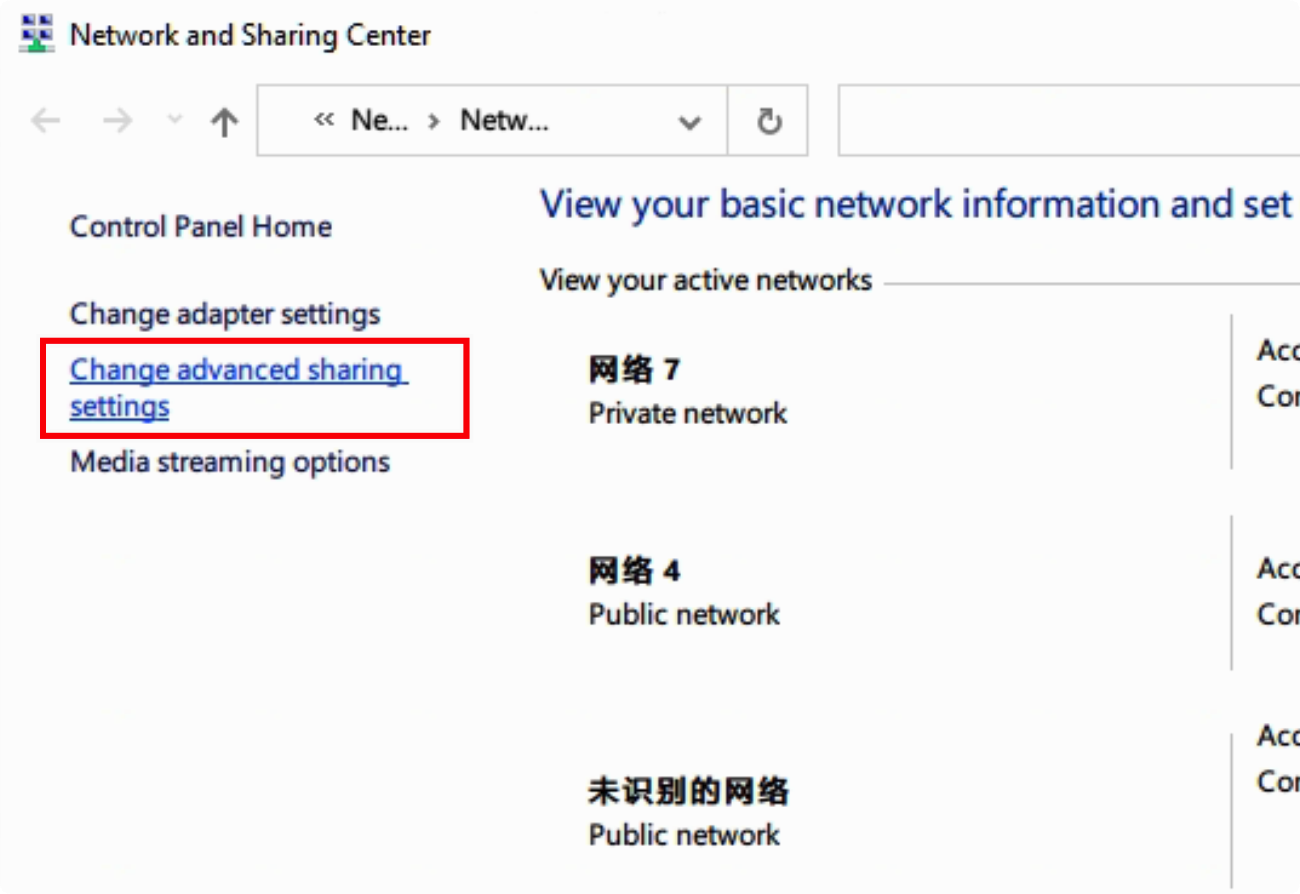 Network and Sharing Center
« Ne... › Netw...
Control Panel Home
Change adapter settings
Change advanced sharing
settings
Media streaming options
View your basic network information and set
View your active networks
网络 7
Private network
Acc
Cor
网络 4
Public network
Acc
Cor
未识别的网络
Public network
Acc
Cor